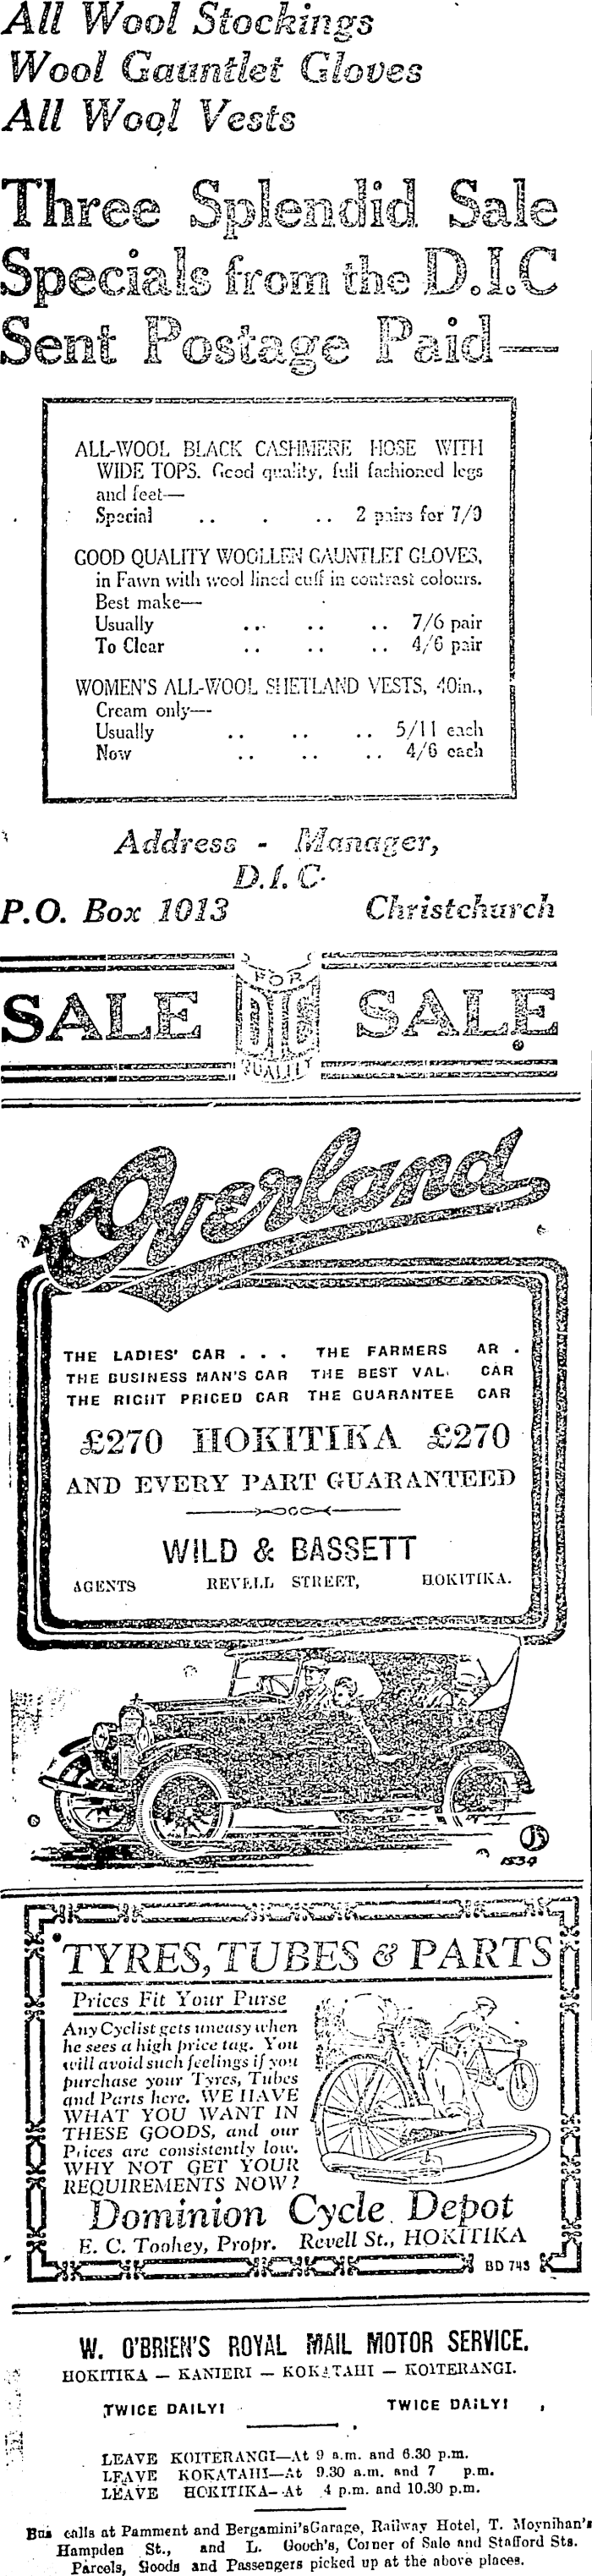 All Wool Stockings
Wool Gauntlet Gloves
All Wool Vests
Three Splendid Sale
Specials from the D.I.C
Sent Postage Paid—
ALL-WOOL BLACK CASHMERE HOSE WITH
WIDE TOPS. Good quality, full fashioned legs
and feet—
Special .. . .. 2 pairs for 7/9
GOOD QUALITY WOOLLEN GAUNTLET GLOVES,
in Fawn with wool lined cuff in contrast colours.
Best make—
Usually .. .. .. 7/6 pair
To Clear .. .. .. 4/6 pair
WOMEN'S ALL-WOOL SHETLAND VESTS, 40in.,
Cream only—
Usually .. .. .. 5/11 each
Now .. .. .. 4/6 each
Address - Manager,
D.I.C.
P.O. Box 1013 Christchurch
FOR
SALE DIC SALE
QUALITY
Overland
THE LADIES' CAR . . . THE FARMERS AR .
THE BUSINESS MAN'S CAR THE BEST VAL. CAR
THE RIGHT PRICED CAR THE GUARANTEE CAR
£270 HOKITIKA £270
AND EVERY PART GUARANTEED
WILD & BASSETT
AGENTS REVELL STREET, HOKITIKA.
JS
1534
TYRES, TUBES & PARTS
Prices Fit Your Purse
Any Cyclist gets uneasy when
he sees a high price tag. You
will avoid such feelings if you
purchase your Tyres, Tubes
and Parts here. WE HAVE
WHAT YOU WANT IN
THESE GOODS, and our
Prices are consistently low.
WHY NOT GET YOUR
REQUIREMENTS NOW?
Dominion Cycle Depot
E. C. Toohey, Propr. Revell St., HOKITIKA
BD 743
W. O'BRIEN'S ROYAL MAIL MOTOR SERVICE.
HOKITIKA — KANIERI — KOKATAHI — KOITERANGI.
TWICE DAILY! TWICE DAILY!
LEAVE KOITERANGI—At 9 a.m. and 6.30 p.m.
LEAVE KOKATAHI—At 9.30 a.m. and 7 p.m.
LEAVE HOKITIKA—At 4 p.m. and 10.30 p.m.
Bus calls at Pamment and Bergamini'sGarage, Railway Hotel, T. Moynihan's
Hampden St., and L. Gooch's, Corner of Sale and Stafford Sts.
Parcels, Goods and Passengers picked up at the above places.